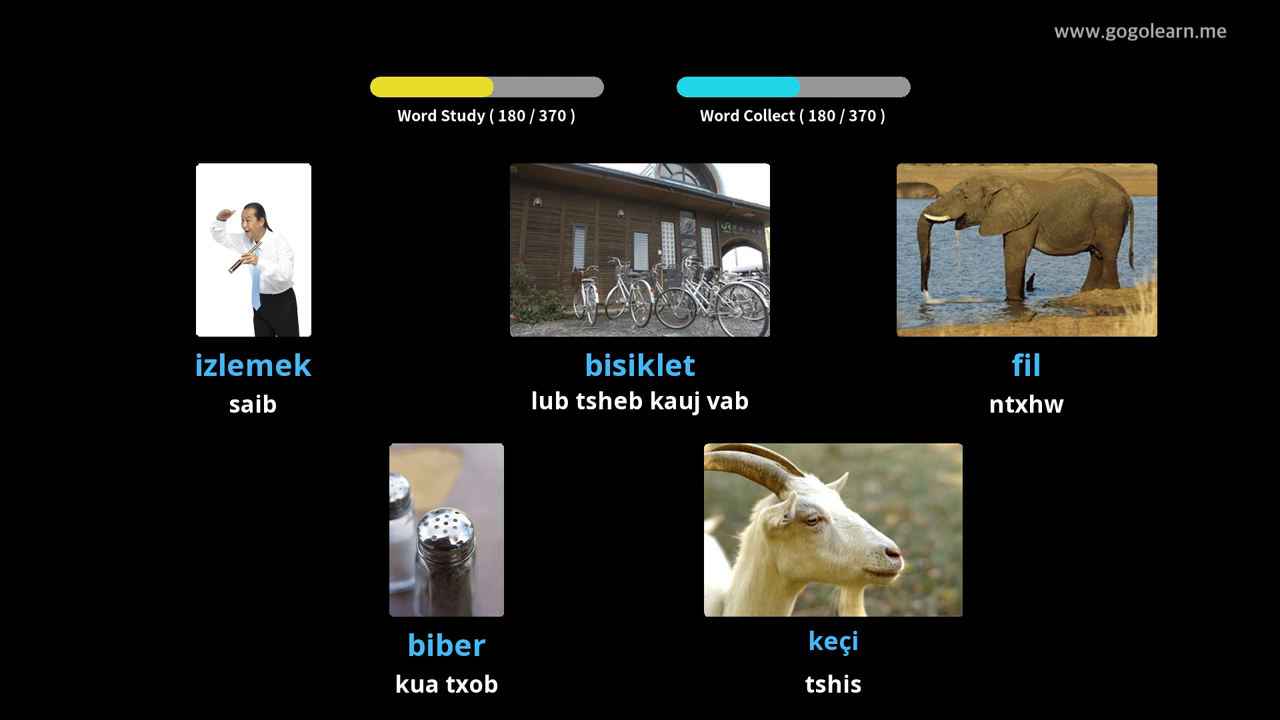 www.gogolearn.me
Word Study ( 180 / 370 )
Word Collect ( 180 / 370 )
izlemek
saib
bisiklet
lub tsheb kauj vab
fil
ntxhw
biber
kua txob
keçi
tshis